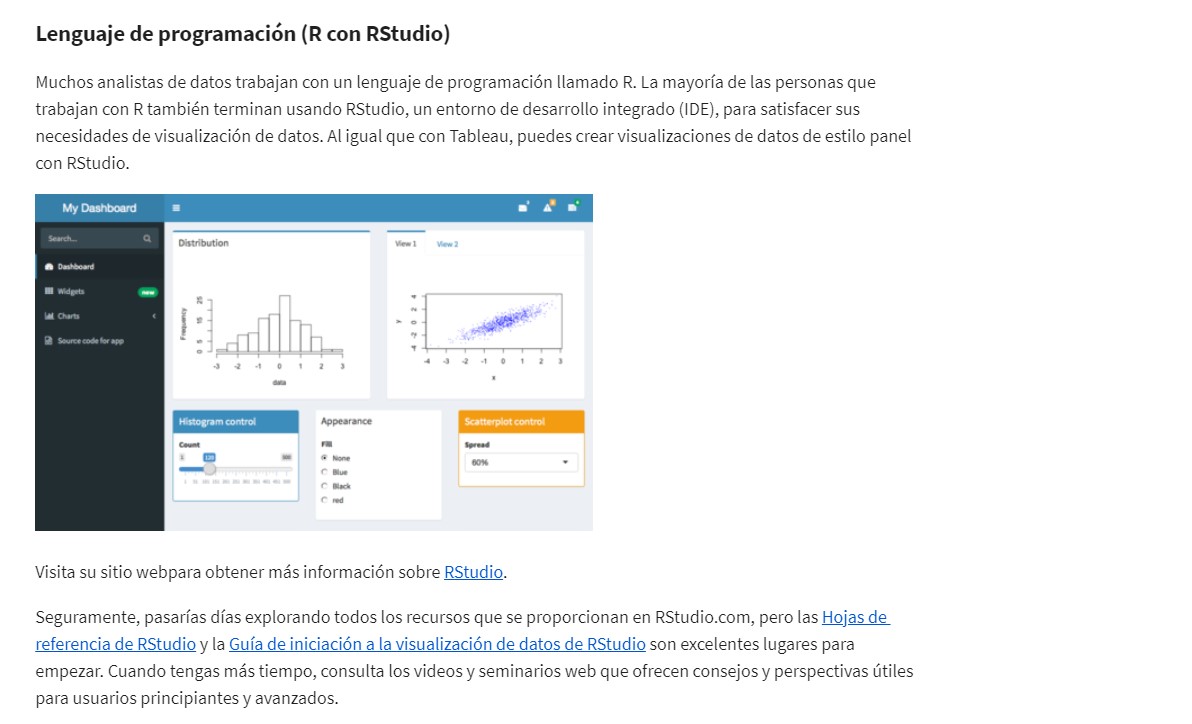 Lenguaje de programación (R con RStudio)
Muchos analistas de datos trabajan con un lenguaje de programación llamado R. La mayoría de las personas que
trabajan con R también terminan usando RStudio, un entorno de desarrollo integrado (IDE), para satisfacer sus
necesidades de visualización de datos. Al igual que con Tableau, puedes crear visualizaciones de datos de estilo panel
con RStudio.
My Dashboard
Search...
Dashboard
Widgets new
Charts
Source code for app
Distribution
Frequency
0 5 15 25
-3 -2 -1 0 1 2 3
data
View 1 View 2
y
-4 -2 0 2 4
-4 -3 -2 -1 0 1 2 3
x
Histogram control
Count
1 120
Appearance
Fill
None
Blue
Black
red
Scatterplot control
Spread
60%
Visita su sitio webpara obtener más información sobre RStudio.
Seguramente, pasarías días explorando todos los recursos que se proporcionan en RStudio.com, pero las Hojas de
referencia de RStudio y la Guía de iniciación a la visualización de datos de RStudio son excelentes lugares para
empezar. Cuando tengas más tiempo, consulta los videos y seminarios web que ofrecen consejos y perspectivas útiles
para usuarios principiantes y avanzados.